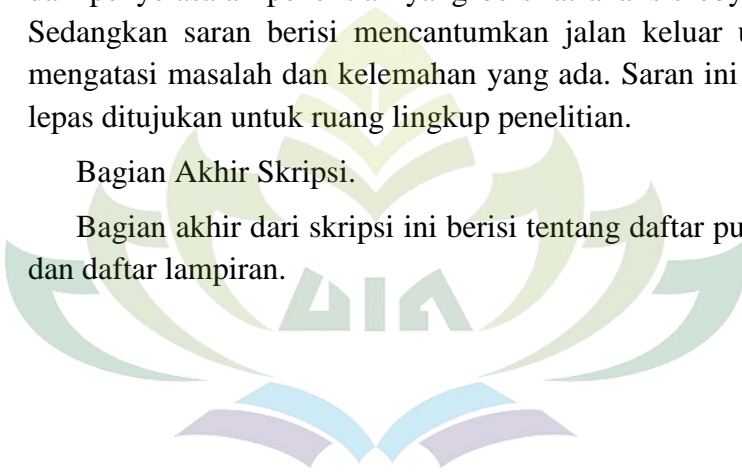 Sedangkan saran berisi mencantumkan jalan keluar
mengatasi masalah dan kelemahan yang ada. Saran ini
lepas ditujukan untuk ruang lingkup penelitian.
Bagian Akhir Skripsi.
Bagian akhir dari skripsi ini berisi tentang daftar
dan daftar lampiran.
UIN